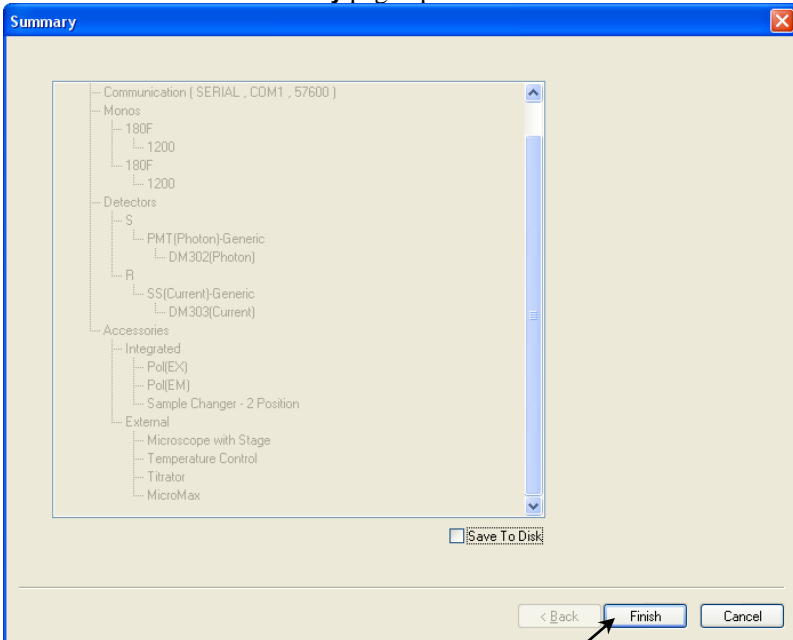 Summary
Communication ( SERIAL , COM1 , 57600 )
Monos
180F
1200
180F
1200
Detectors
S
PMT(Photon)-Generic
DM302(Photon)
R
SS(Current)-Generic
DM303(Current)
Accessories
Integrated
Pol(EX)
Pol(EM)
Sample Changer - 2 Position
External
Microscope with Stage
Temperature Control
Titrator
MicroMax
Save To Disk
< Back Finish Cancel